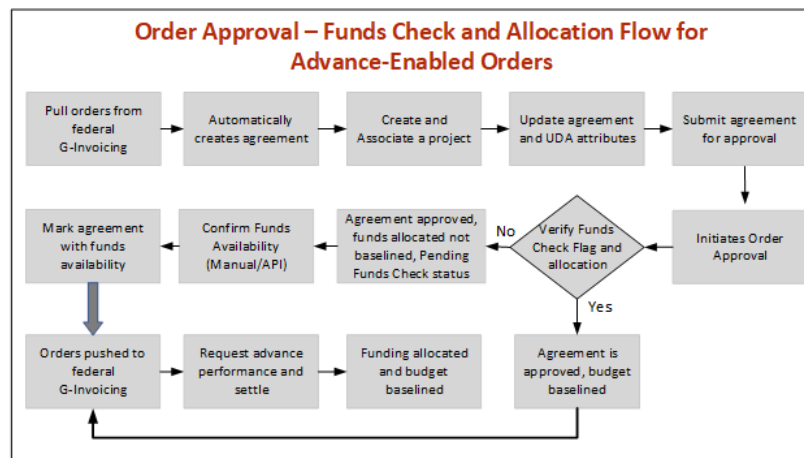 Order Approval – Funds Check and Allocation Flow for
Advance-Enabled Orders
Pull orders from
federal
G-Invoicing
Automatically
creates agreement
Create and
Associate a project
Update agreement
and UDA attributes
Submit agreement
for approval
Mark agreement
with funds
availability
Confirm Funds
Availability
(Manual/API)
Agreement approved,
funds allocated not
baselined, Pending
Funds Check status
No
Verify Funds
Check Flag and
allocation
Initiates Order
Approval
Yes
Orders pushed to
federal
G-Invoicing
Request advance
performance and
settle
Funding allocated
and budget
baselined
Agreement is
approved, budget
baselined